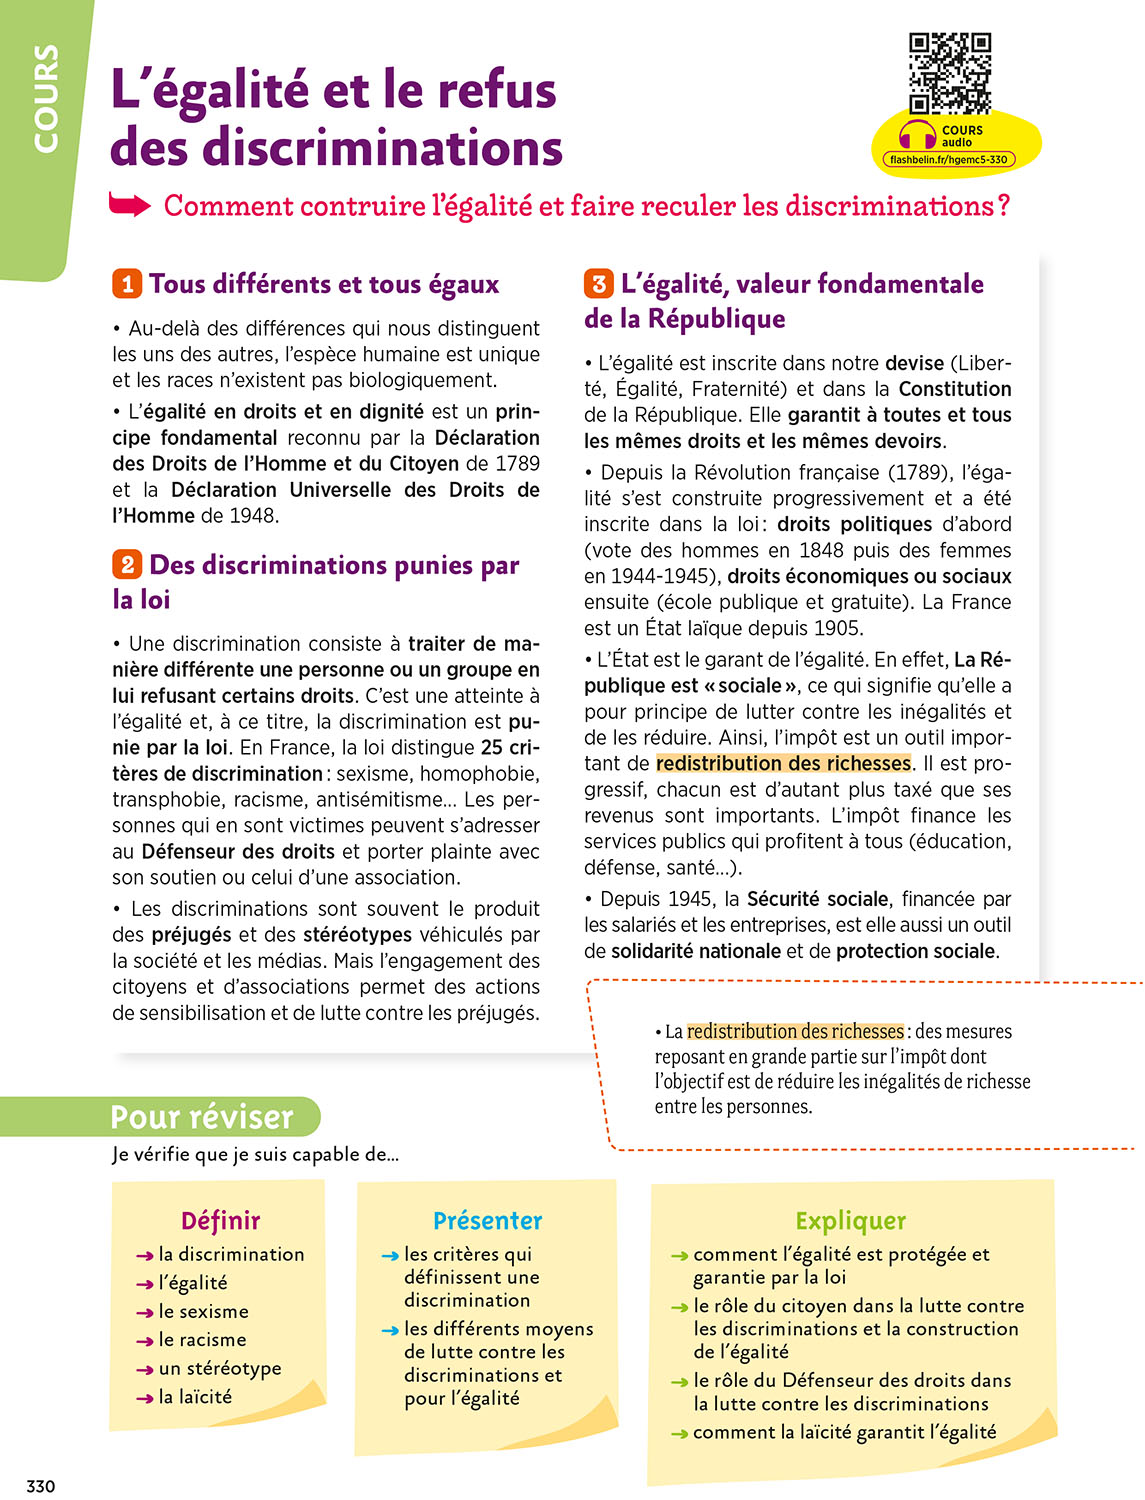 COURS
L'égalité et le refus
des discriminations
COURS
audio
flashbelin.fr/hgemc5-330
Comment contruire l'égalité et faire reculer les discriminations ?
1 Tous différents et tous égaux
• Au-delà des différences qui nous distinguent
les uns des autres, l'espèce humaine est unique
et les races n'existent pas biologiquement.
• L'égalité en droits et en dignité est un prin-
cipe fondamental reconnu par la Déclaration
des Droits de l'Homme et du Citoyen de 1789
et la Déclaration Universelle des Droits de
l'Homme de 1948.
2 Des discriminations punies par
la loi
• Une discrimination consiste à traiter de ma-
nière différente une personne ou un groupe en
lui refusant certains droits. C'est une atteinte à
l'égalité et, à ce titre, la discrimination est pu-
nie par la loi. En France, la loi distingue 25 cri-
tères de discrimination : sexisme, homophobie,
transphobie, racisme, antisémitisme... Les per-
sonnes qui en sont victimes peuvent s'adresser
au Défenseur des droits et porter plainte avec
son soutien ou celui d'une association.
• Les discriminations sont souvent le produit
des préjugés et des stéréotypes véhiculés par
la société et les médias. Mais l'engagement des
citoyens et d'associations permet des actions
de sensibilisation et de lutte contre les préjugés.
3 L'égalité, valeur fondamentale
de la République
• L'égalité est inscrite dans notre devise (Liber-
té, Égalité, Fraternité) et dans la Constitution
de la République. Elle garantit à toutes et tous
les mêmes droits et les mêmes devoirs.
• Depuis la Révolution française (1789), l'éga-
lité s'est construite progressivement et a été
inscrite dans la loi : droits politiques d'abord
(vote des hommes en 1848 puis des femmes
en 1944-1945), droits économiques ou sociaux
ensuite (école publique et gratuite). La France
est un État laïque depuis 1905.
• L'État est le garant de l'égalité. En effet, La Ré-
publique est « sociale », ce qui signifie qu'elle a
pour principe de lutter contre les inégalités et
de les réduire. Ainsi, l'impôt est un outil impor-
tant de redistribution des richesses. Il est pro-
gressif, chacun est d'autant plus taxé que ses
revenus sont importants. L'impôt finance les
services publics qui profitent à tous (éducation,
défense, santé...).
• Depuis 1945, la Sécurité sociale, financée par
les salariés et les entreprises, est elle aussi un outil
de solidarité nationale et de protection sociale.
• La redistribution des richesses : des mesures
reposant en grande partie sur l'impôt dont
l'objectif est de réduire les inégalités de richesse
entre les personnes.
Pour réviser
Je vérifie que je suis capable de...
Définir
➞ la discrimination
➞ l'égalité
➞ le sexisme
➞ le racisme
➞ un stéréotype
➞ la laïcité
Présenter
➞ les critères qui
définissent une
discrimination
➞ les différents moyens
de lutte contre les
discriminations et
pour l'égalité
Expliquer
➞ comment l'égalité est protégée et
garantie par la loi
➞ le rôle du citoyen dans la lutte contre
les discriminations et la construction
de l'égalité
➞ le rôle du Défenseur des droits dans
la lutte contre les discriminations
➞ comment la laïcité garantit l'égalité
330